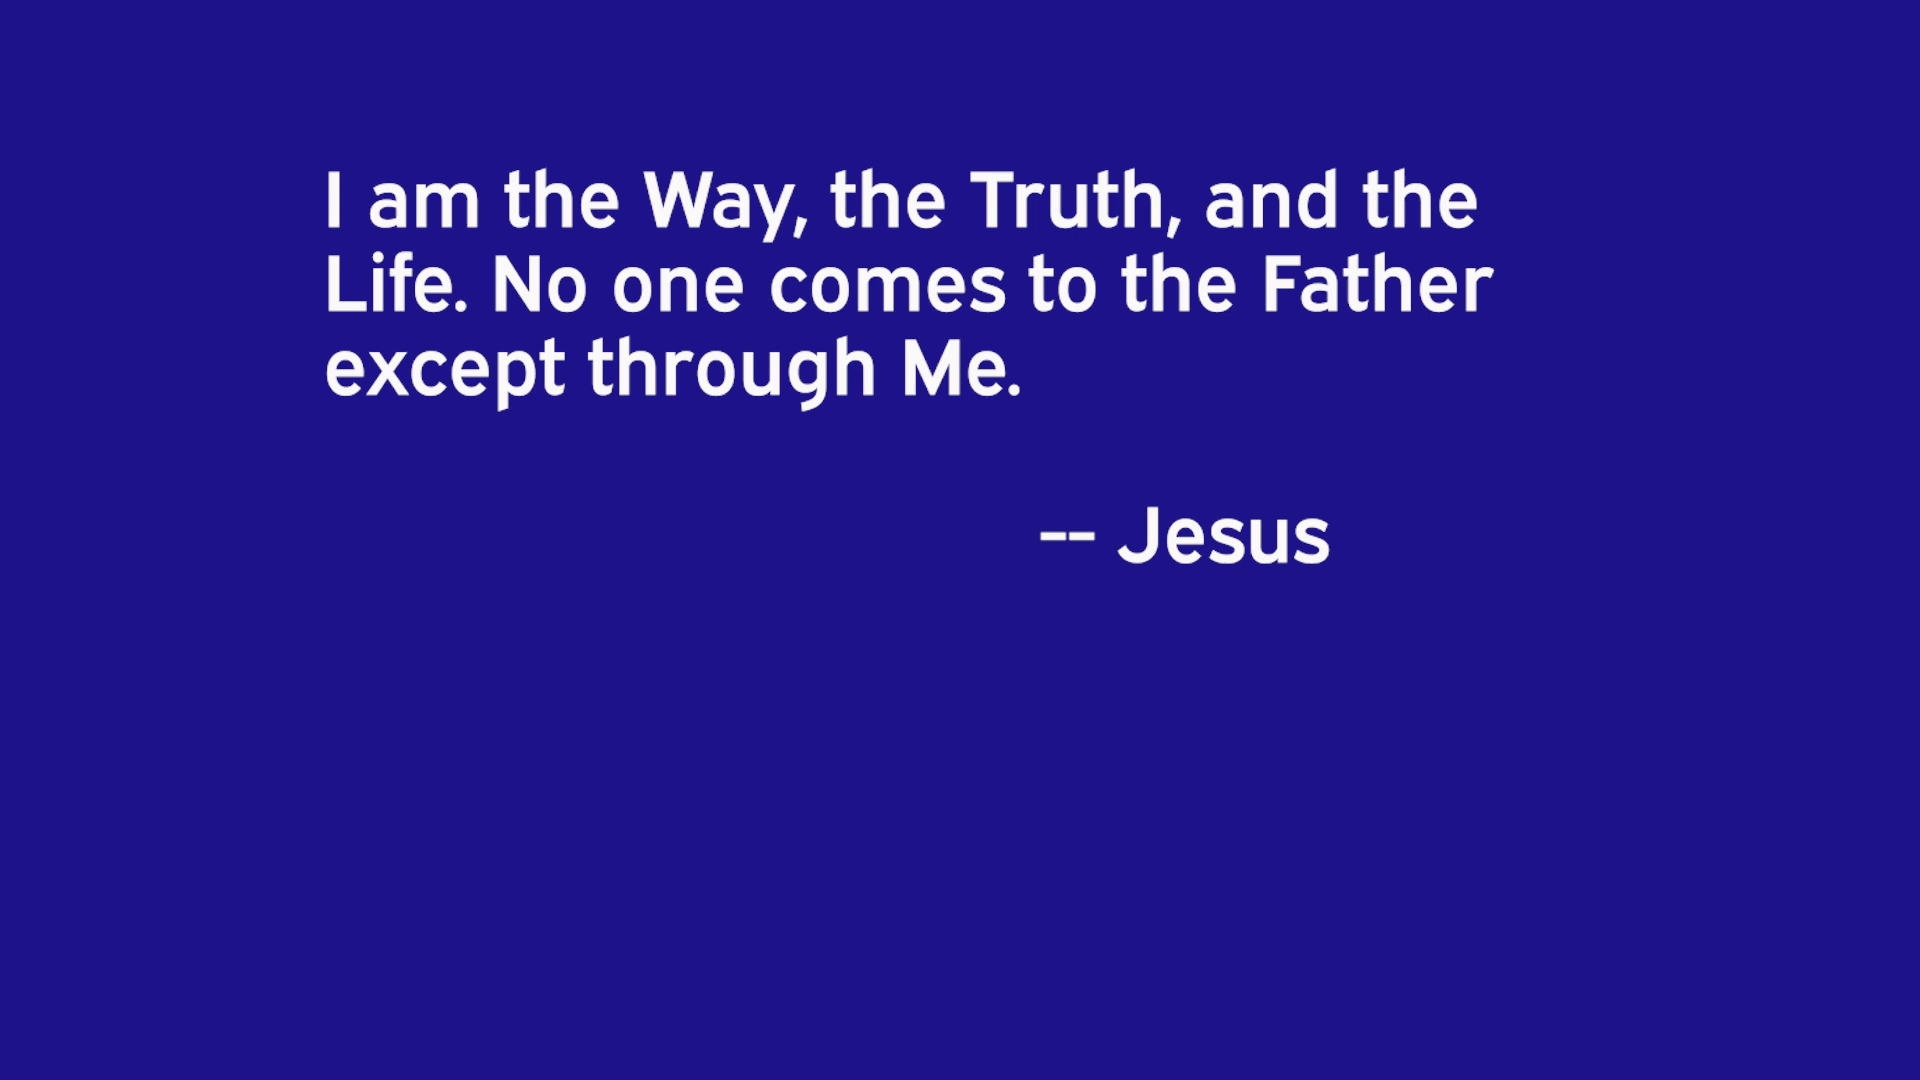 I am the Way, the Truth, and the
Life. No one comes to the Father
except through Me.
-- Jesus